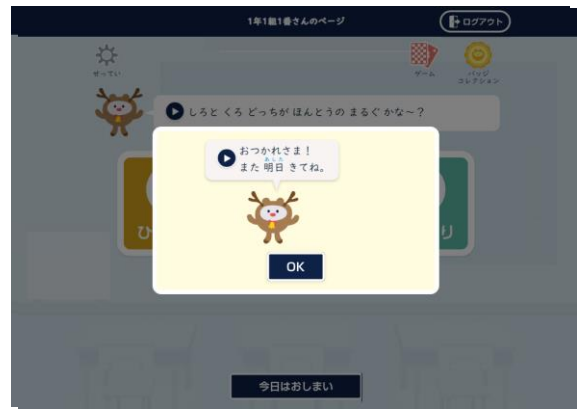 1年1組1番さんのページ
ログアウト
せってい
ゲーム
バッジ
コレクション
しろと くろ どっちが ほんとうの まるぐ かな〜？
おつかれさま！
また 明日 きてね。
あした
ひ
り
OK
今日はおしまい